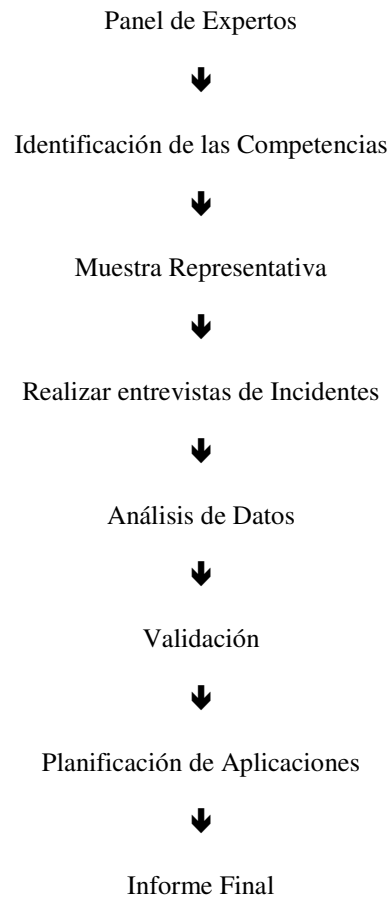 Panel de Expertos
Identificación de las Competencias
Muestra Representativa
Realizar entrevistas de Incidentes
Análisis de Datos
Validación
Planificación de Aplicaciones
Informe Final